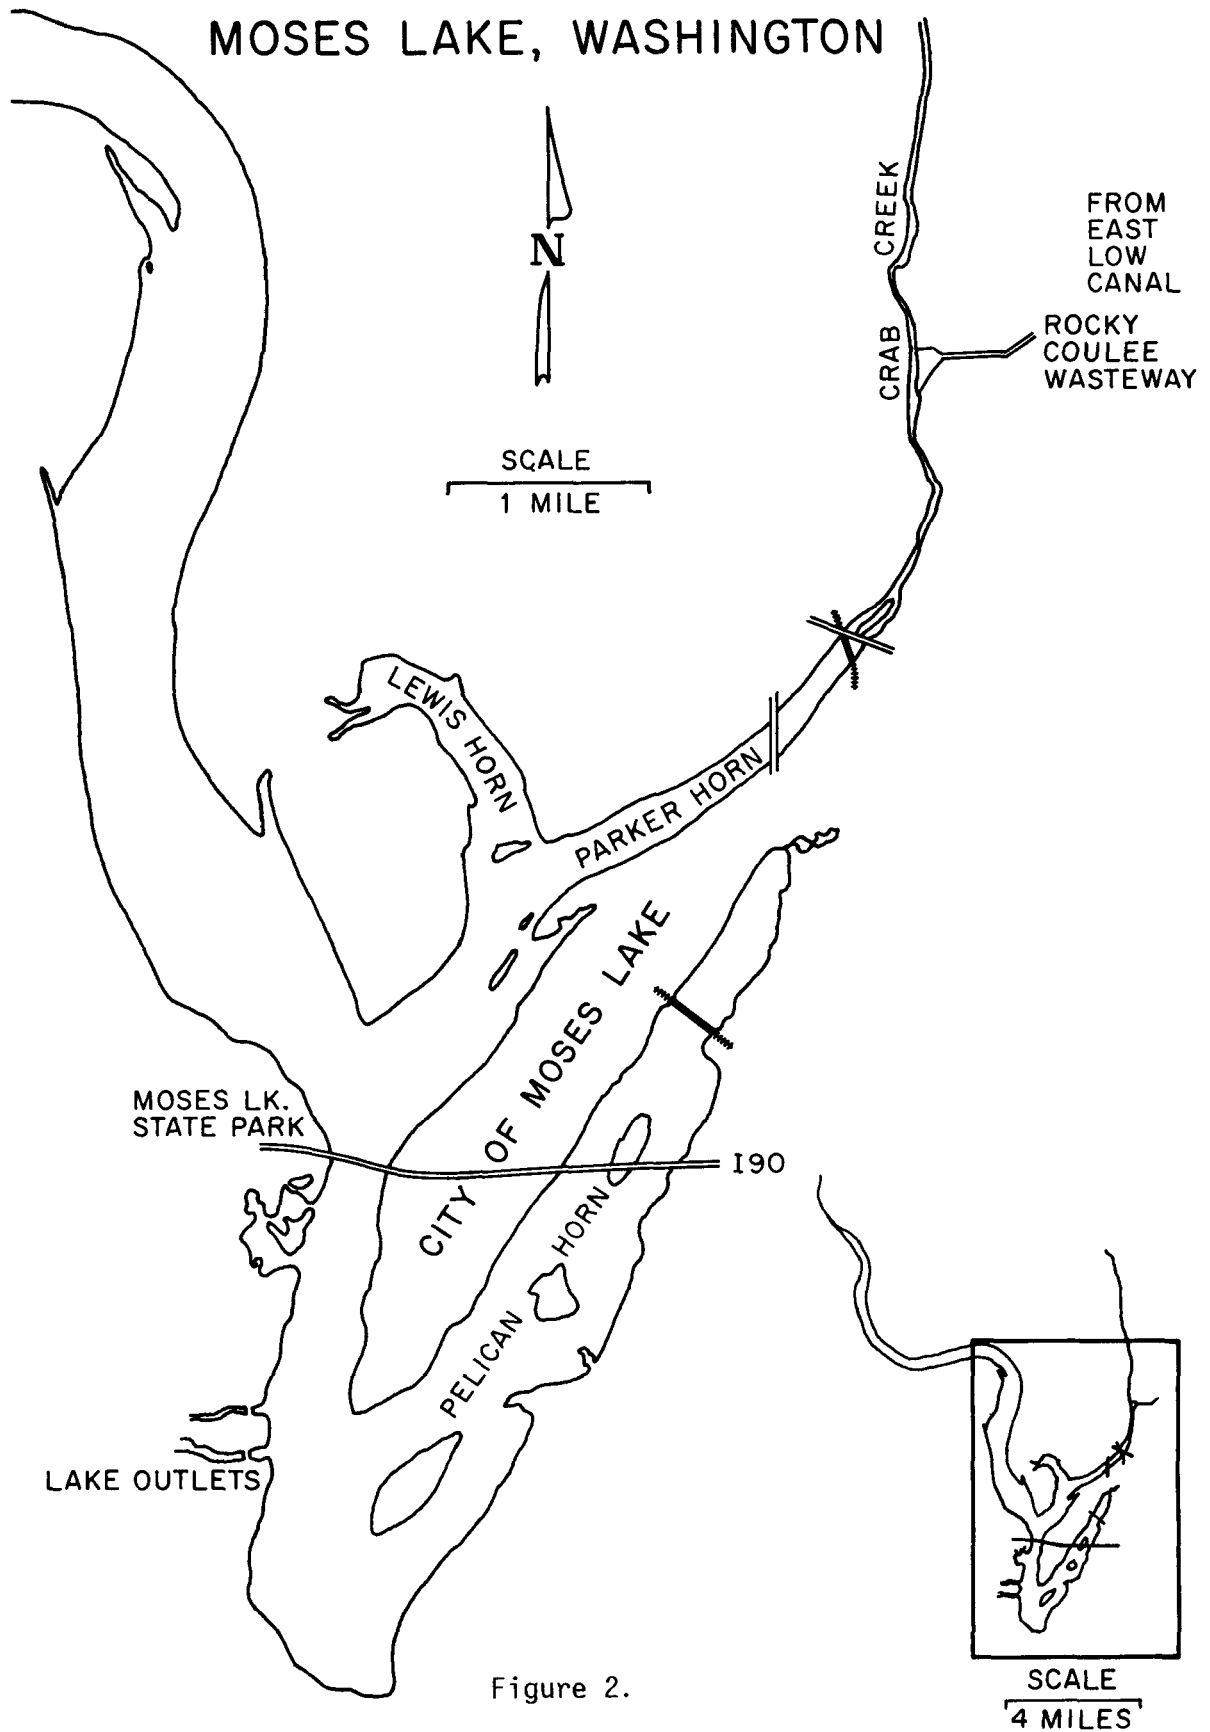 MOSES LAKE, WASHINGTON
N
CRAB CREEK
FROM
EAST
LOW
CANAL
ROCKY
COULEE
WASTEWAY
SCALE
1 MILE
LEWIS HORN
PARKER HORN
CITY OF MOSES LAKE
MOSES LK.
STATE PARK
I90
PELICAN HORN
LAKE OUTLETS
Figure 2.
SCALE
4 MILES